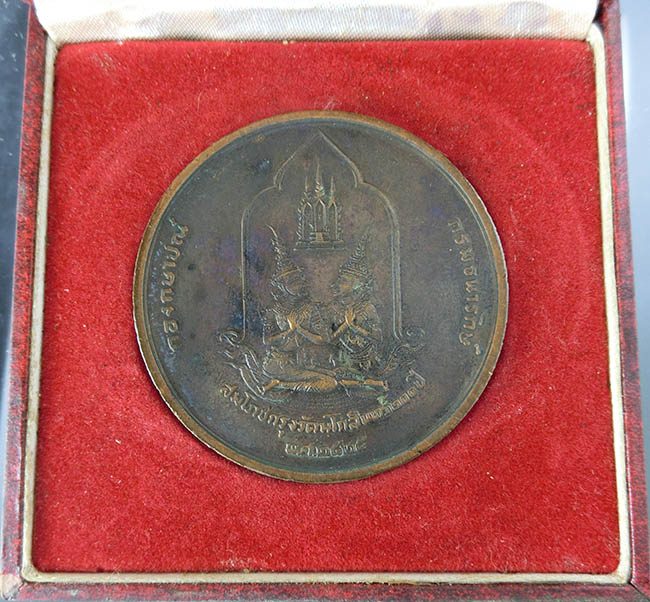 กองกษาปณ์
กรมธนารักษ์
สมโภชกรุงรัตนโกสินทร์๒๐๐ปี
พ.ศ.๒๕๒๕